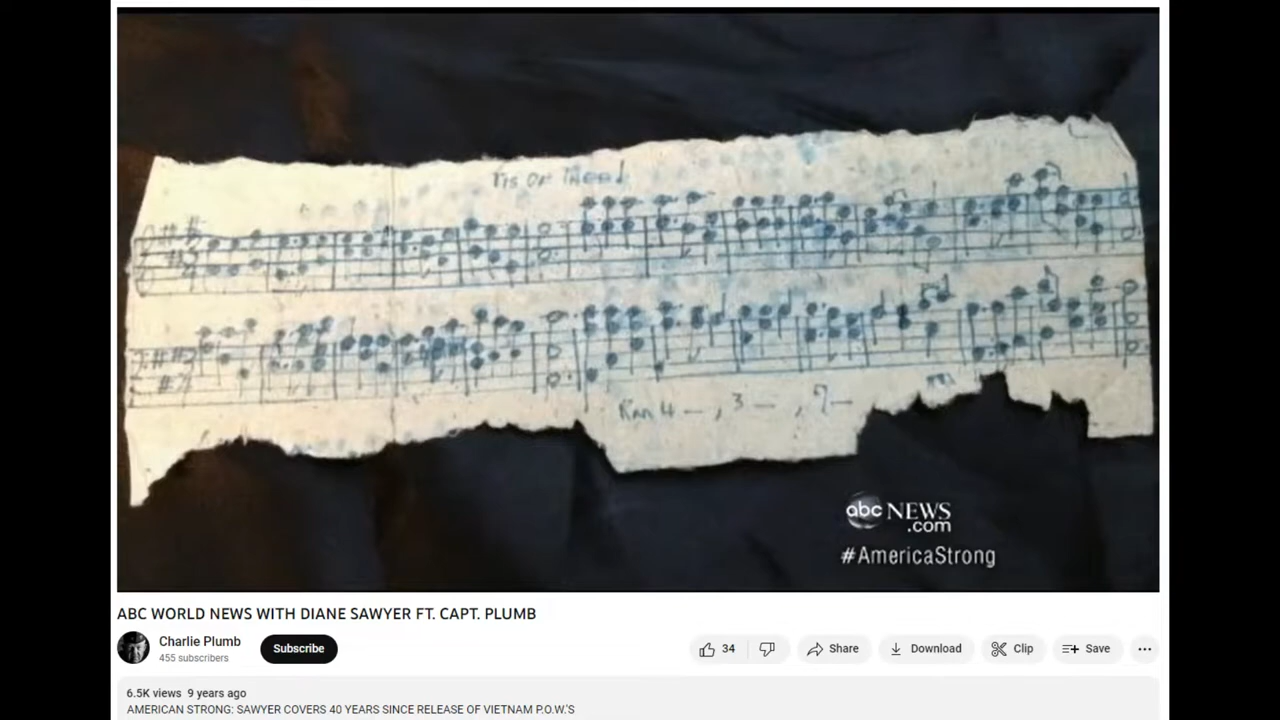 Tis Of Thee
Ran 4 — , 3 — , 7 —
abc NEWS
.com
#AmericaStrong
ABC WORLD NEWS WITH DIANE SAWYER FT. CAPT. PLUMB
Charlie Plumb
455 subscribers
Subscribe
34
Share
Download
Clip
Save
6.5K views 9 years ago
AMERICAN STRONG: SAWYER COVERS 40 YEARS SINCE RELEASE OF VIETNAM P.O.W.'S